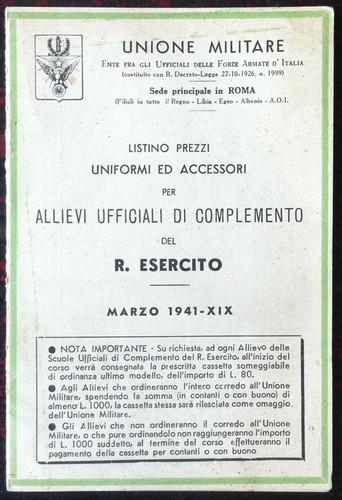 UNIONE MILITARE
ENTE FRA GLI UFFICIALI DELLE FORZE ARMATE D'ITALIA
(costituito con R. Decreto-Legge 27-10-1926, n. 1999)
Sede principale in ROMA
(Filiali in tutto il Regno - Libia - Egeo - Albania - A.O.I.
LISTINO PREZZI
UNIFORMI ED ACCESSORI
PER
ALLIEVI UFFICIALI DI COMPLEMENTO
DEL
R. ESERCITO
MARZO 1941-XIX
● NOTA IMPORTANTE - Su richiesta, ad ogni Allievo delle
Scuole Ufficiali di Complemento del R. Esercito, all'inizio del
corso verrà consegnata la prescritta cassetta someggiabile
di ordinanza ultimo modello, dell'importo di L. 80.
● Agli Allievi che ordineranno l'intero corredo all'Unione
Militare, spendendo la somma (in contanti o con buono) di
almeno L. 1000, la cassetta stessa sarà rilasciata come omaggio
dell'Unione Militare.
● Gli Allievi che non ordineranno il corredo all'Unione
Militare, o che pure ordinandolo non raggiungeranno l'importo
di L. 1000 suddetto, al termine del corso effettueranno il
pagamento della cassetta per contanti o con buono